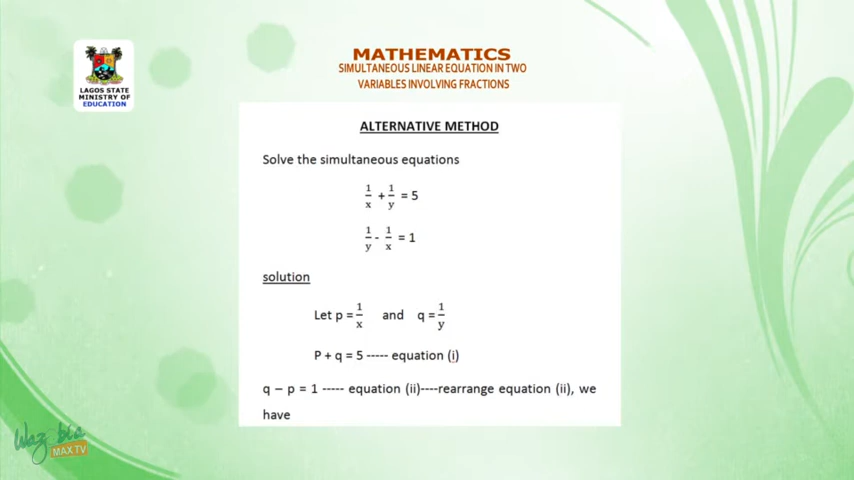 LAGOS STATE
MINISTRY OF
EDUCATION
MATHEMATICS
SIMULTANEOUS LINEAR EQUATION IN TWO
VARIABLES INVOLVING FRACTIONS
ALTERNATIVE METHOD
Solve the simultaneous equations
1/x + 1/y = 5
1/y - 1/x = 1
solution
Let p = 1/x and q = 1/y
P + q = 5 ----- equation (i)
q – p = 1 ----- equation (ii)----rearrange equation (ii), we
have
Wazobia
MAX TV